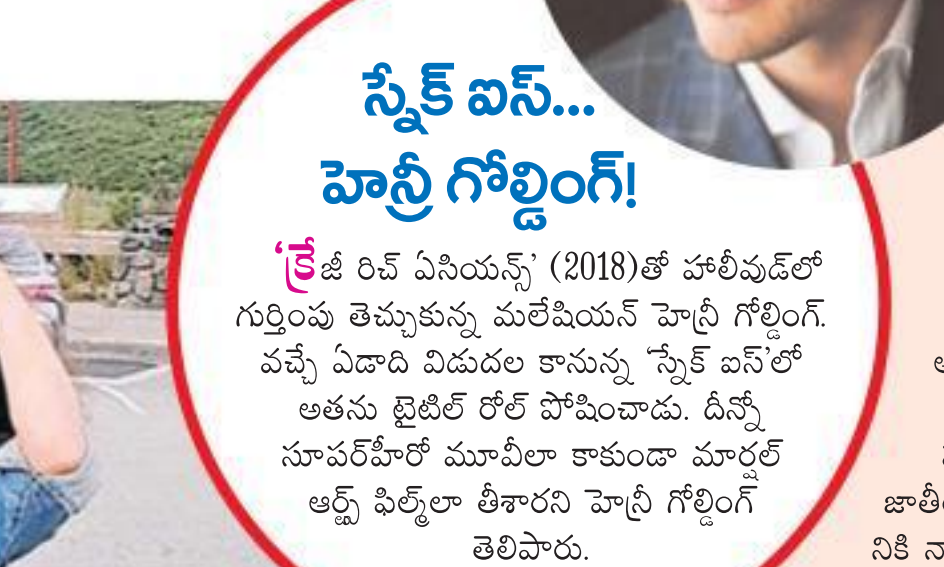 స్నేక్ ఐస్...
హెన్రీ గోల్డింగ్!
‘క్రేజీ రిచ్ ఏసియన్స్’ (2018)తో హాలీవుడ్‌లో
గుర్తింపు తెచ్చుకున్న మలేషియన్ హెన్రీ గోల్డింగ్.
వచ్చే ఏడాది విడుదల కానున్న ‘స్నేక్ ఐస్’లో
అతను టైటిల్ రోల్ పోషించాడు. దీన్నో
సూపర్‌హీరో మూవీలా కాకుండా మార్షల్
ఆర్ట్స్ ఫిల్మ్‌లా తీశారని హెన్రీ గోల్డింగ్
తెలిపారు.
నికి